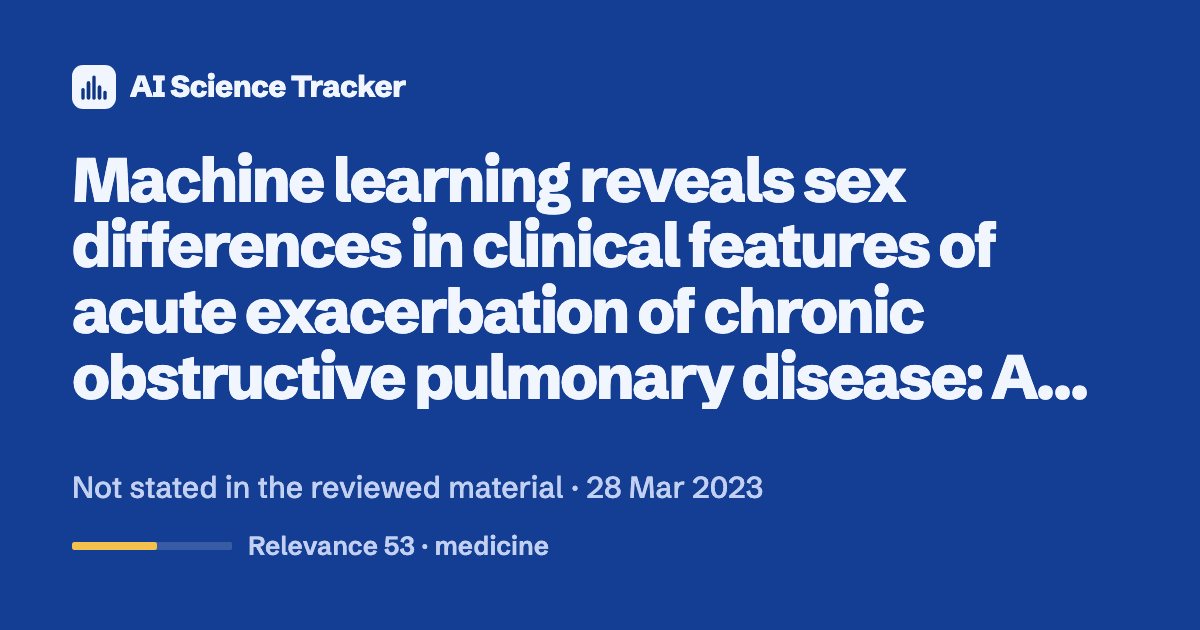 AI Science Tracker
Machine learning reveals sex
differences in clinical features of
acute exacerbation of chronic
obstructive pulmonary disease: A...
Not stated in the reviewed material · 28 Mar 2023
Relevance 53 · medicine